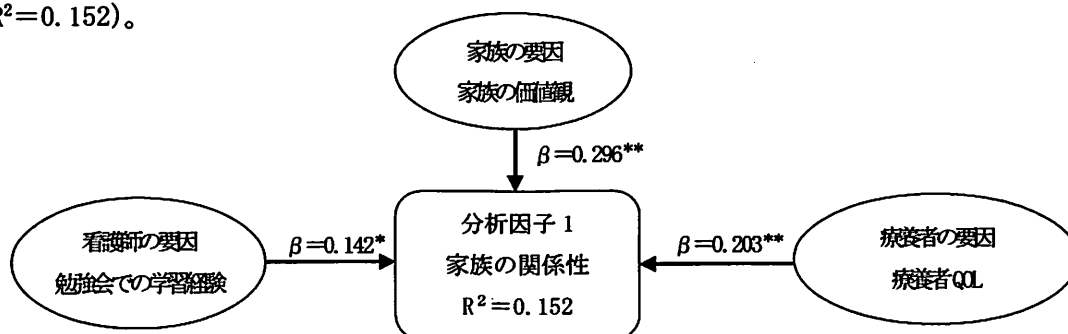 R²=0.152)。
家族の要因
家族の価値観
β=0.296**
看護師の要因
勉強会での学習経験
β=0.142*
分析因子1
家族の関係性
R²=0.152
β=0.203**
療養者の要因
療養者QOL